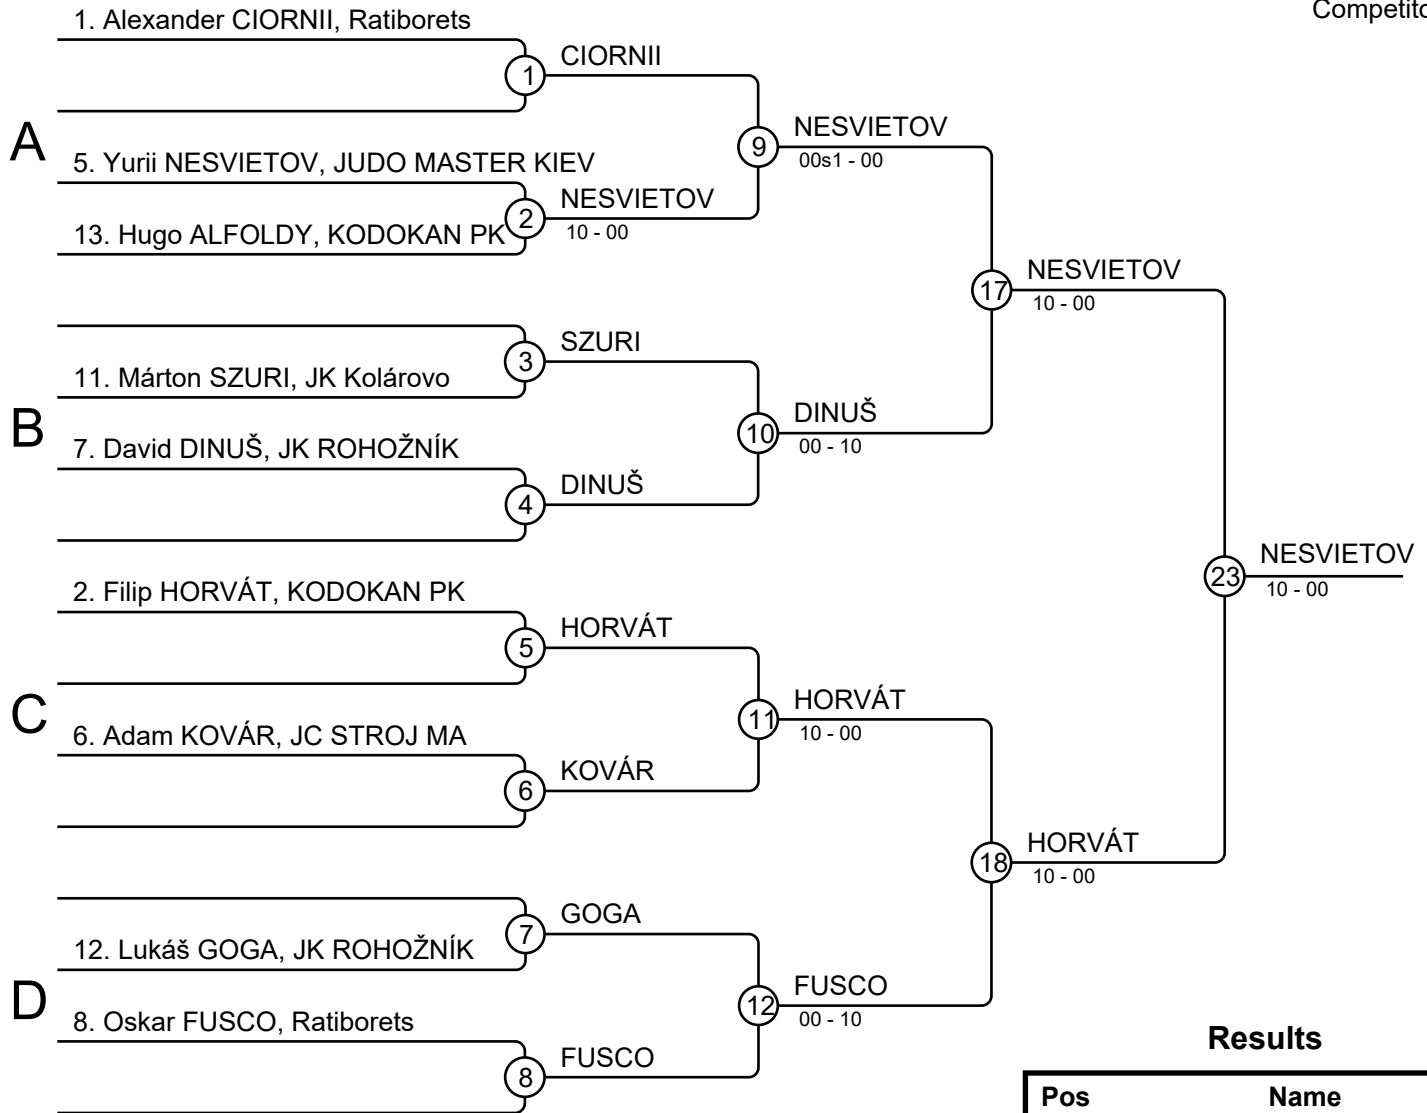 1. Alexander CIORNII, Ratiborets
Competito
CIORNII
1
A
NESVIETOV
9
00s1 - 00
5. Yurii NESVIETOV, JUDO MASTER KIEV
NESVIETOV
2
13. Hugo ALFOLDY, KODOKAN PK
10 - 00
NESVIETOV
17
10 - 00
SZURI
3
11. Márton SZURI, JK Kolárovo
B
DINUŠ
10
00 - 10
7. David DINUŠ, JK ROHOŽNÍK
DINUŠ
4
NESVIETOV
23
10 - 00
2. Filip HORVÁT, KODOKAN PK
HORVÁT
5
C
HORVÁT
11
10 - 00
6. Adam KOVÁR, JC STROJ MA
KOVÁR
6
HORVÁT
18
10 - 00
GOGA
7
12. Lukáš GOGA, JK ROHOŽNÍK
D
FUSCO
12
00 - 10
8. Oskar FUSCO, Ratiborets
FUSCO
8
Results
Pos Name